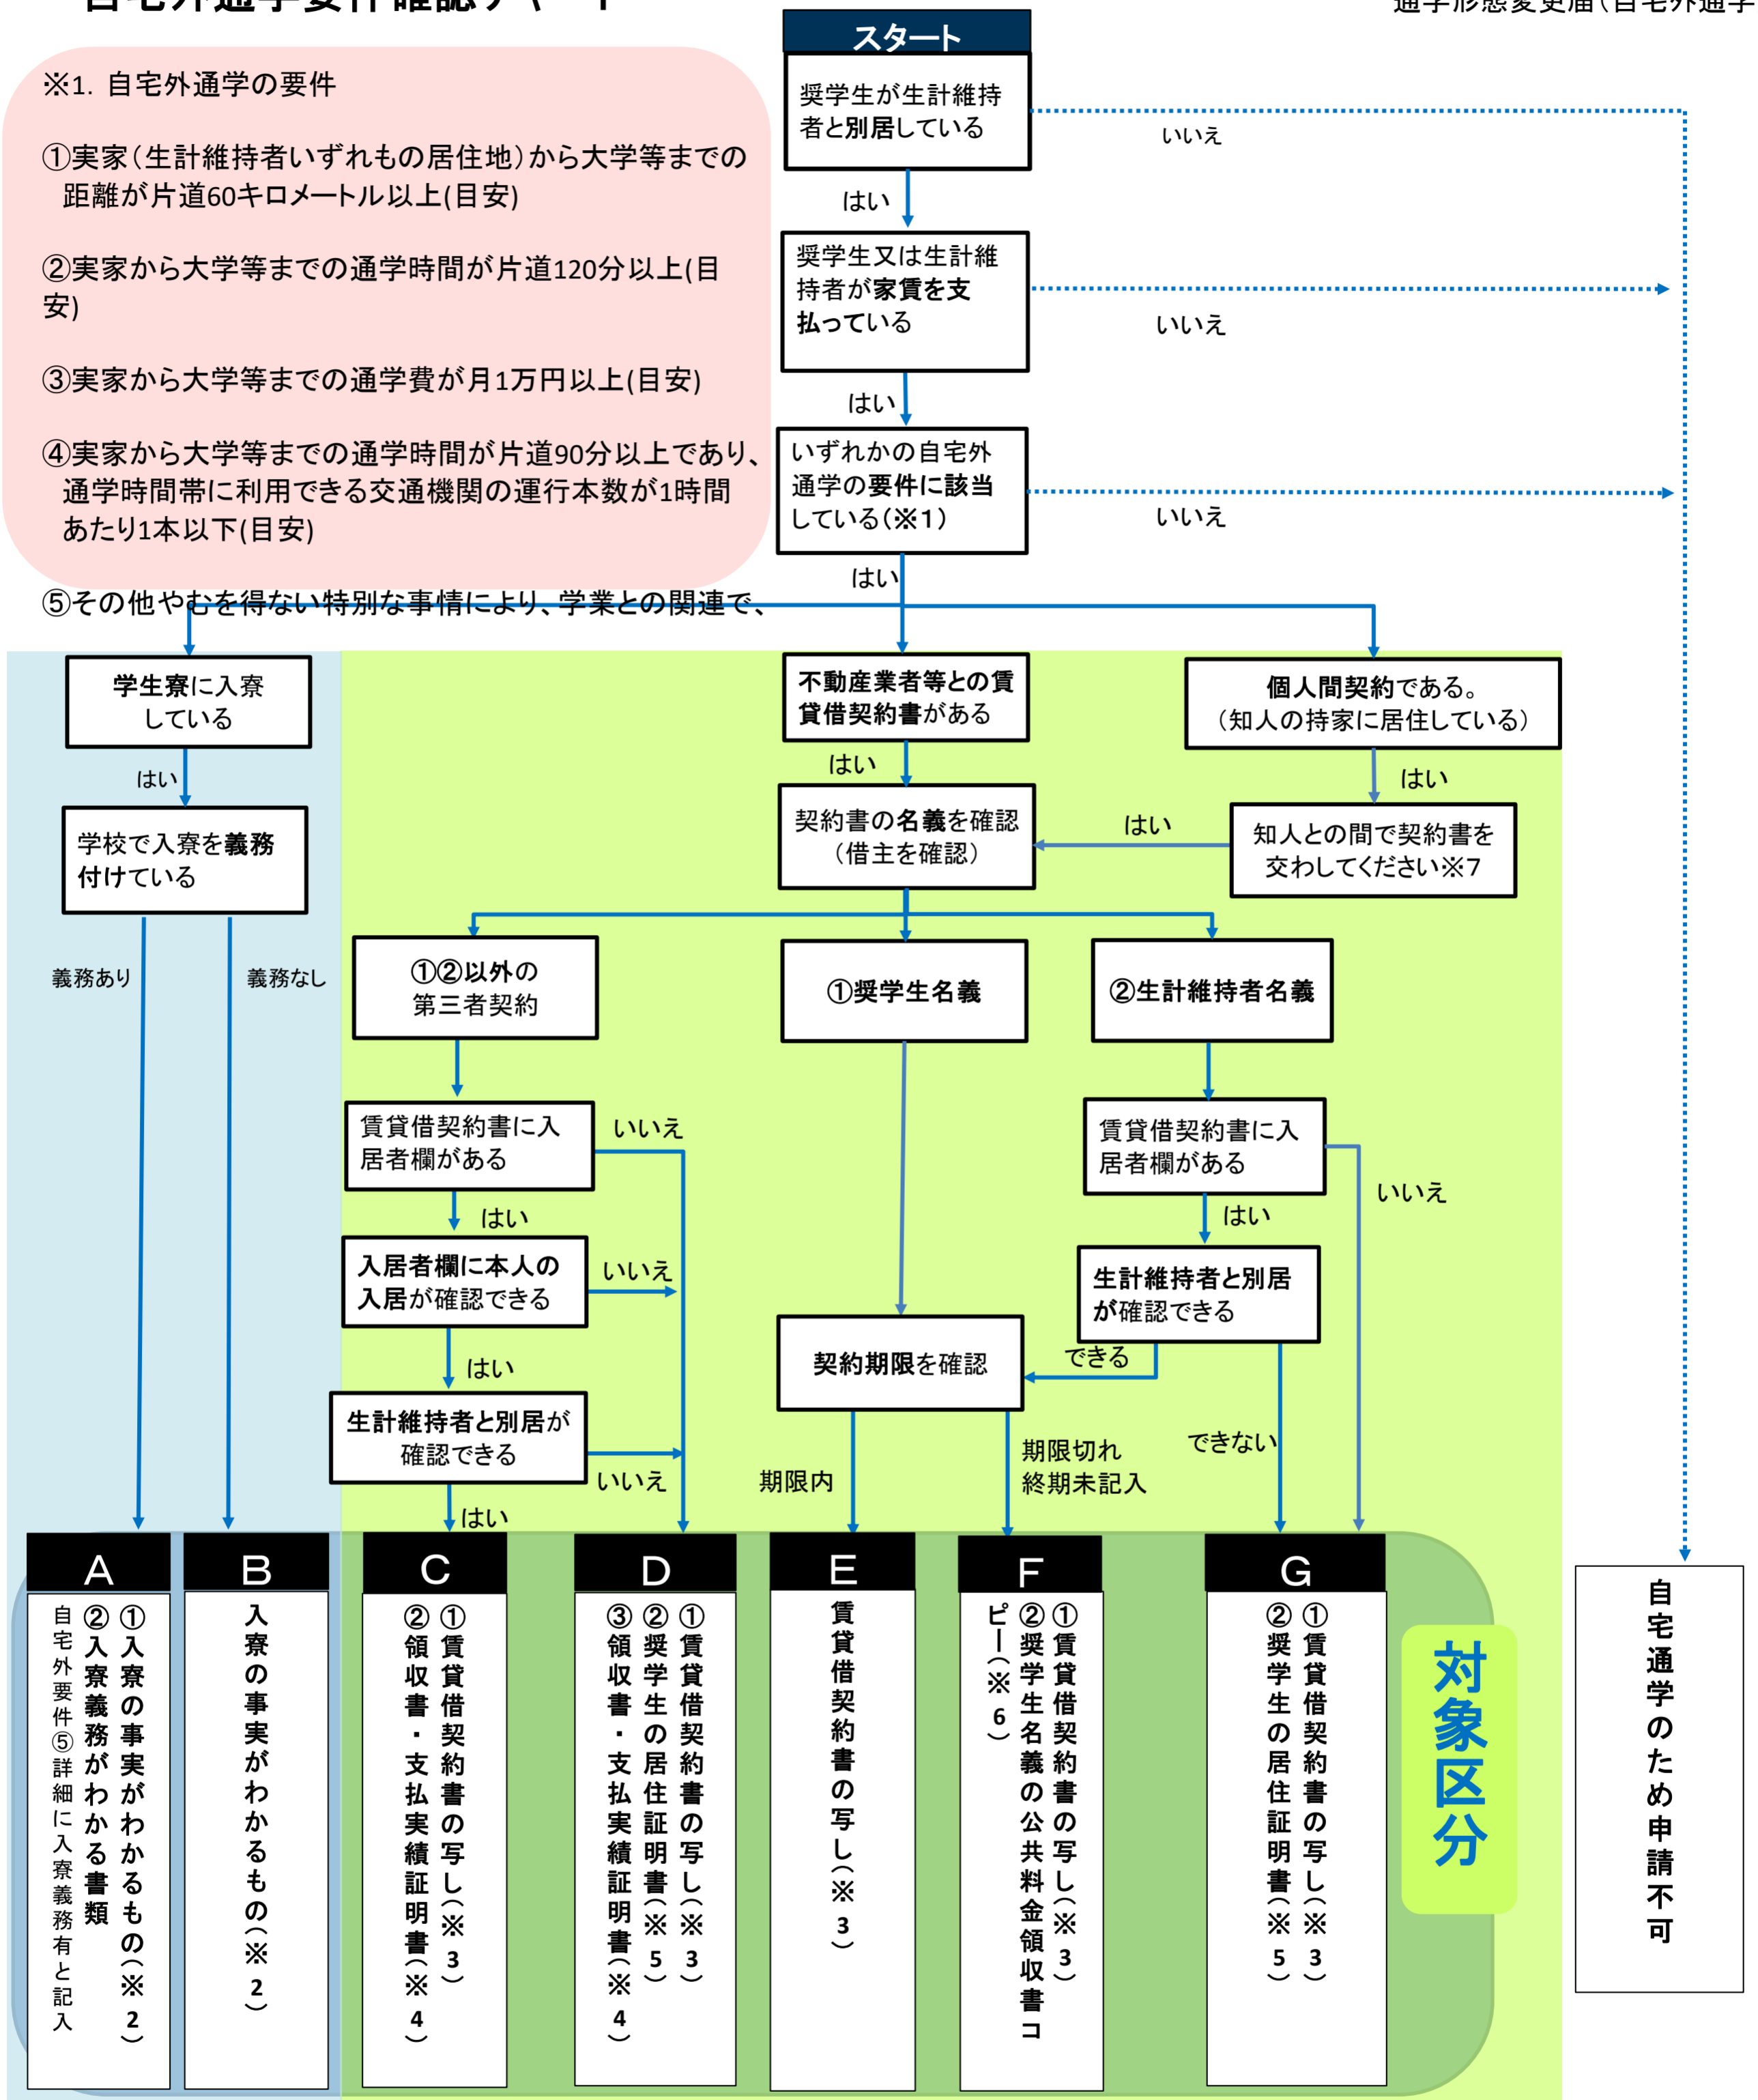 自宅外通学要件確認チャート
通学形態変更届（自宅外通学
※1. 自宅外通学の要件
①実家（生計維持者いずれもの居住地）から大学等までの
距離が片道60キロメートル以上(目安)
②実家から大学等までの通学時間が片道120分以上(目
安)
③実家から大学等までの通学費が月1万円以上(目安)
④実家から大学等までの通学時間が片道90分以上であり、
通学時間帯に利用できる交通機関の運行本数が1時間
あたり1本以下(目安)
⑤その他やむを得ない特別な事情により、学業との関連で、
スタート
奨学生が生計維持
者と別居している
いいえ
はい
奨学生又は生計維
持者が家賃を支
払っている
いいえ
はい
いずれかの自宅外
通学の要件に該当
している（※1）
いいえ
はい
学生寮に入寮
している
はい
学校で入寮を義務
付けている
義務あり
義務なし
不動産業者等との賃
貸借契約書がある
はい
契約書の名義を確認
（借主を確認）
個人間契約である。
（知人の持家に居住している）
はい
知人との間で契約書を
交わしてください※7
はい
①②以外の
第三者契約
①奨学生名義
②生計維持者名義
賃貸借契約書に入
居者欄がある
いいえ
はい
入居者欄に本人の
入居が確認できる
いいえ
はい
生計維持者と別居が
確認できる
いいえ
はい
賃貸借契約書に入
居者欄がある
いいえ
はい
生計維持者と別居
が確認できる
できる
できない
契約期限を確認
期限内
期限切れ
終期未記入
A
①入寮の事実がわかるもの（※2）
②入寮義務がわかる書類
自宅外要件⑤詳細に入寮義務有と記入
B
入寮の事実がわかるもの（※2）
C
①賃貸借契約書の写し（※3）
②領収書・支払実績証明書（※4）
D
①賃貸借契約書の写し（※3）
②奨学生の居住証明書（※5）
③領収書・支払実績証明書（※4）
E
賃貸借契約書の写し（※3）
F
①賃貸借契約書の写し（※3）
②奨学生名義の公共料金領収書コ
ピー（※6）
G
①賃貸借契約書の写し（※3）
②奨学生の居住証明書（※5）
対象区分
自宅通学のため申請不可